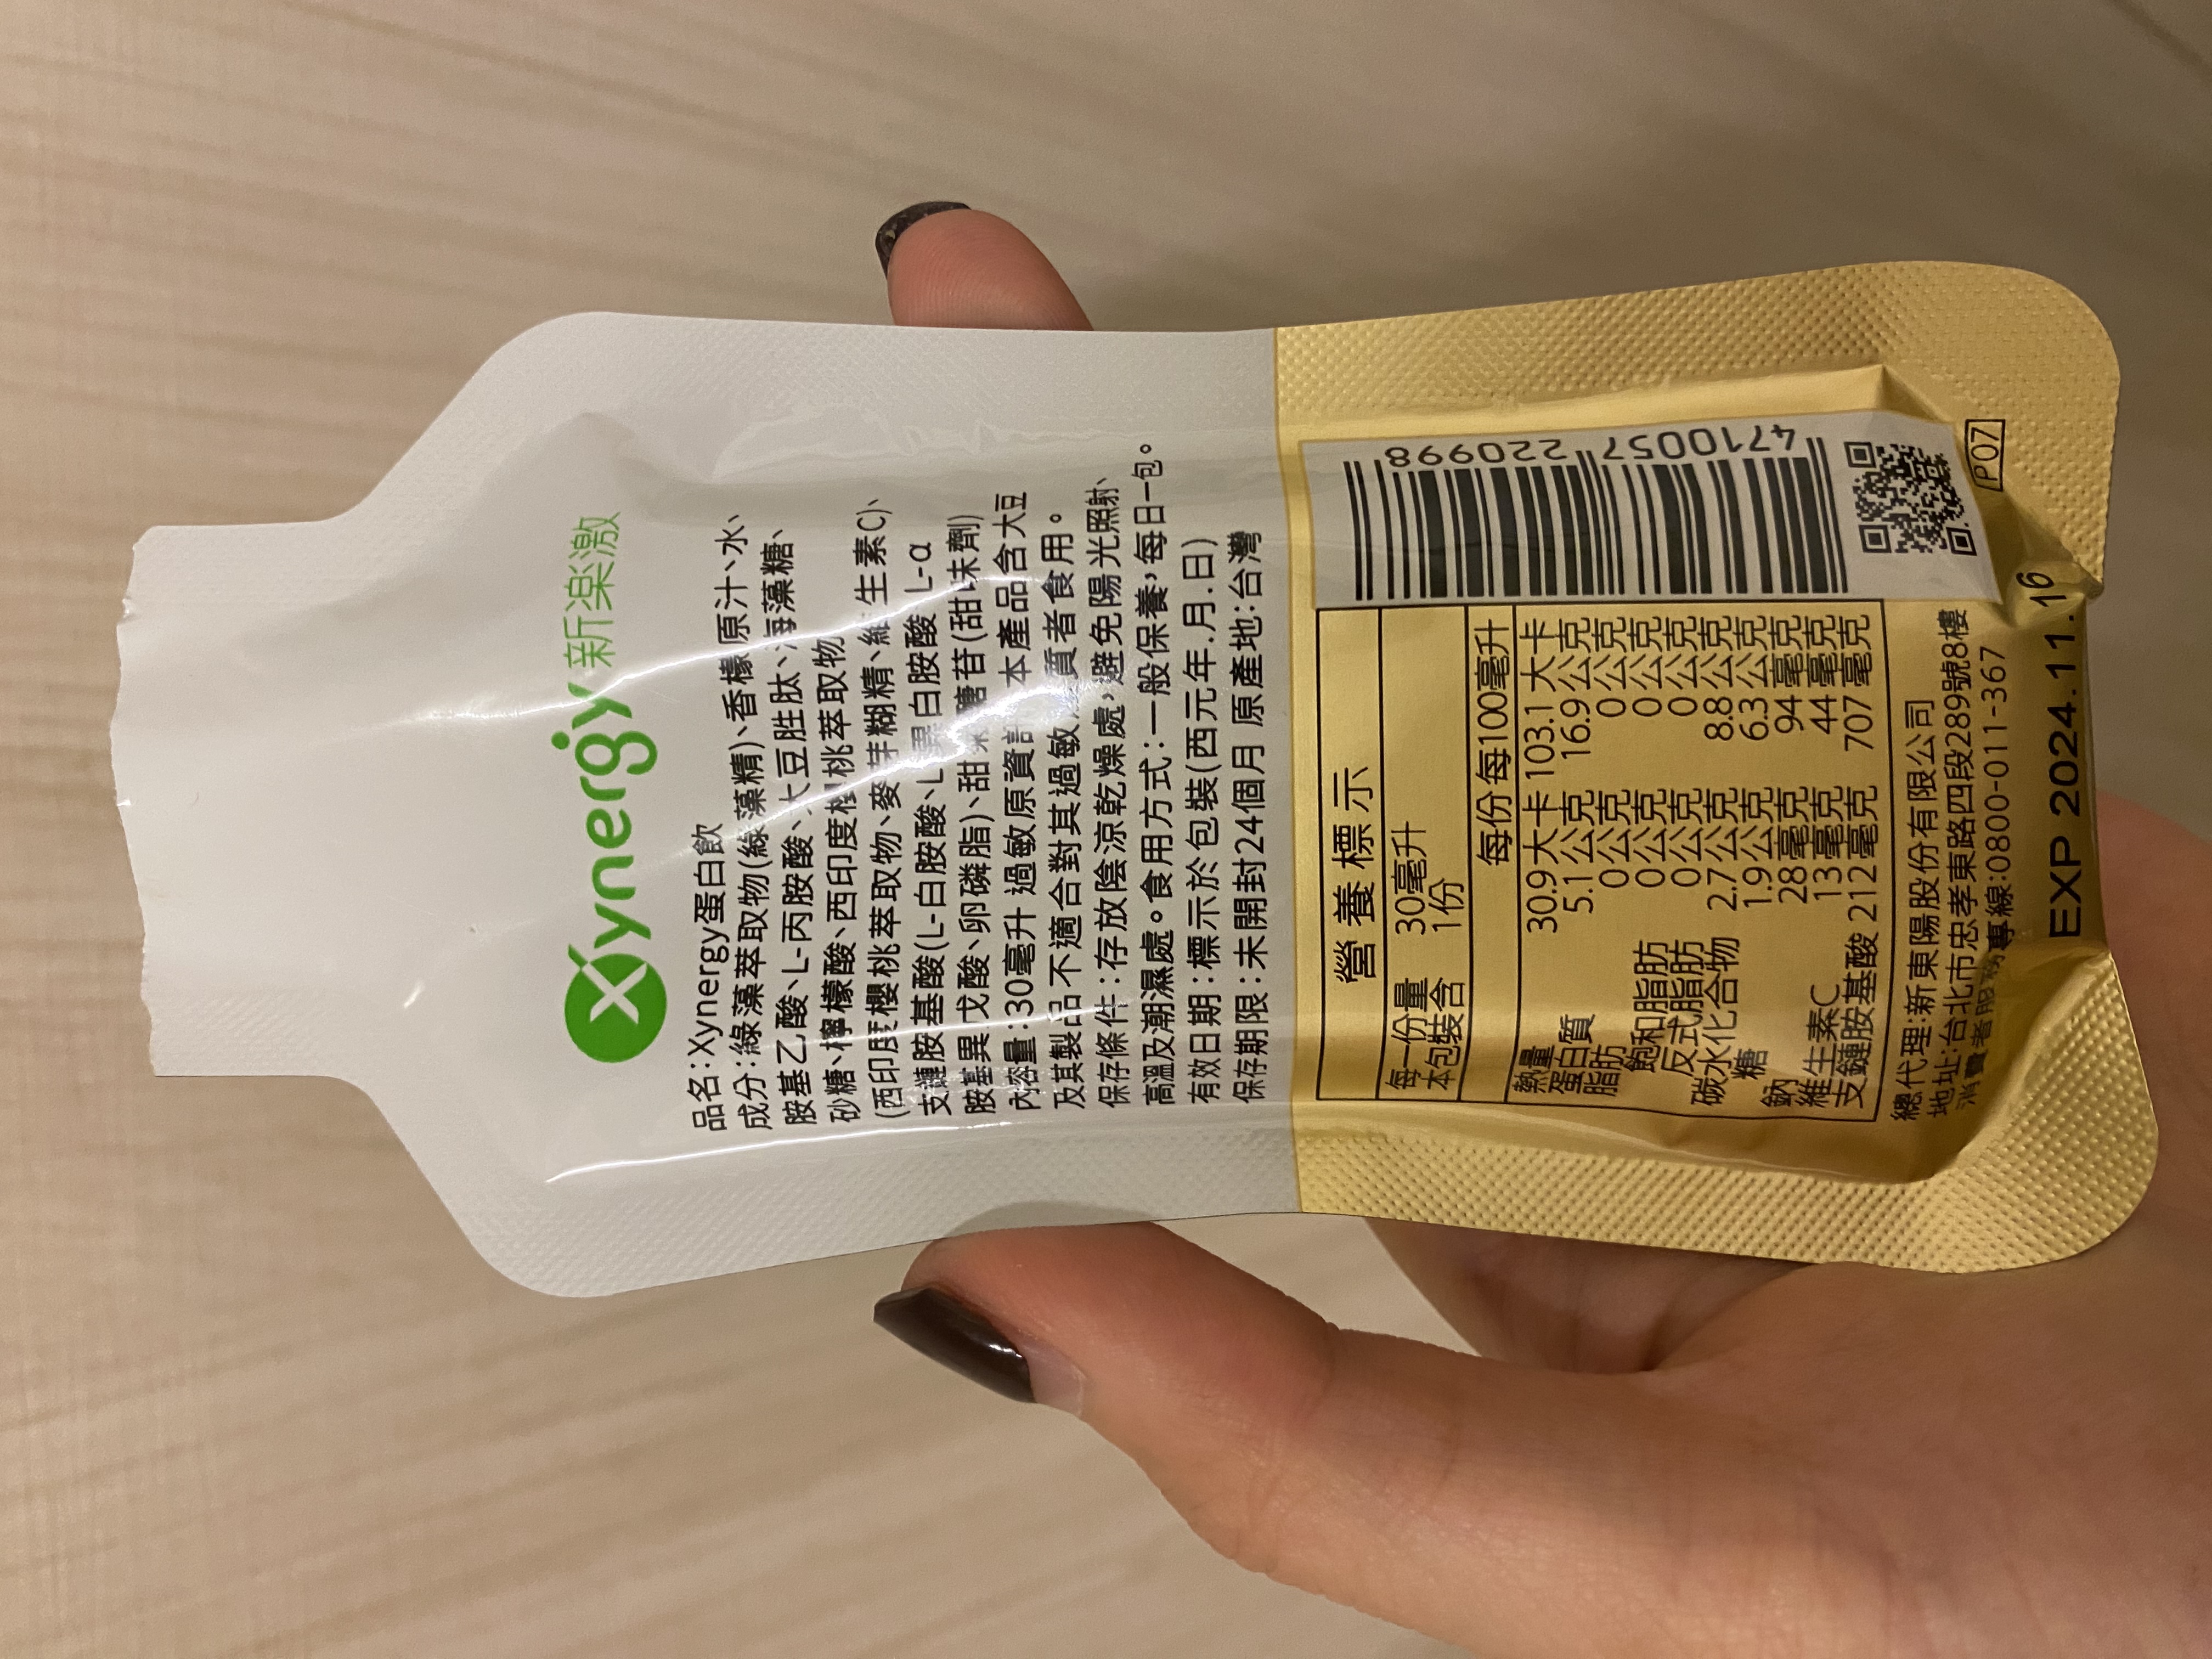 Xynergy 新楽激
品名:Xynergy蛋白飲
成分:綠藻萃取物(綠藻精)、香檬原汁、水、
胺基乙酸、L-丙胺酸、大豆胜肽、海藻糖、
砂糖、檸檬酸、西印度櫻桃萃取物
(西印度櫻桃萃取物、麥芽糊精、維生素C)、
支鏈胺基酸(L-白胺酸、L-異白胺酸、L-α
胺基異戊酸、卵磷脂)、甜菊糖苷(甜味劑)
內容量:30毫升 過敏原資訊:本產品含大豆
及其製品不適合對其過敏體質者食用。
保存條件:存放陰涼乾燥處,避免陽光照射、
高溫及潮濕處。食用方式:一般保養,每日一包。
有效日期:標示於包裝(西元年.月.日)
保存期限:未開封24個月 原產地:台灣
營養標示
每一份量 30毫升
本包裝含 1份
每份 每100毫升
熱量 30.9大卡 103.1 大卡
蛋白質 5.1 公克 16.9 公克
脂肪 0 公克 0 公克
飽和脂肪 0 公克 0 公克
反式脂肪 0 公克 0 公克
碳水化合物 2.7 公克 8.8 公克
糖 1.9 公克 6.3 公克
鈉 28 毫克 94 毫克
維生素C 13 毫克 44 毫克
支鏈胺基酸 212 毫克 707 毫克
4710057 220998
P07
總代理:新東陽股份有限公司
地址:台北市忠孝東路四段289號8樓
消費者服務專線:0800-011-367
EXP 2024.11.16